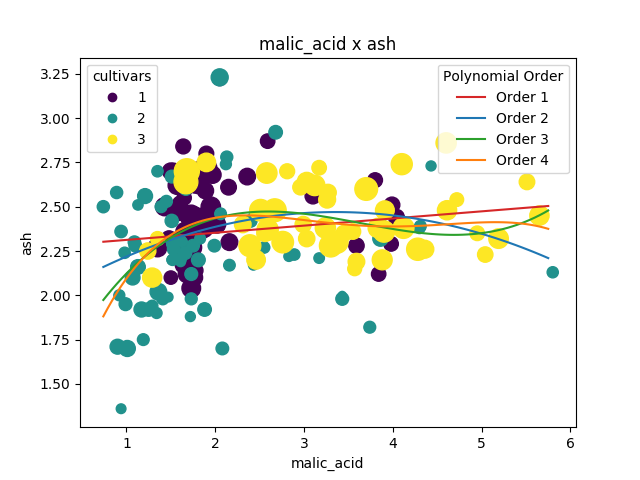 malic_acid x ash
cultivars
1
2
3
Polynomial Order
Order 1
Order 2
Order 3
Order 4
3.25
3.00
2.75
2.50
2.25
2.00
1.75
1.50
ash
1 2 3 4 5 6
malic_acid